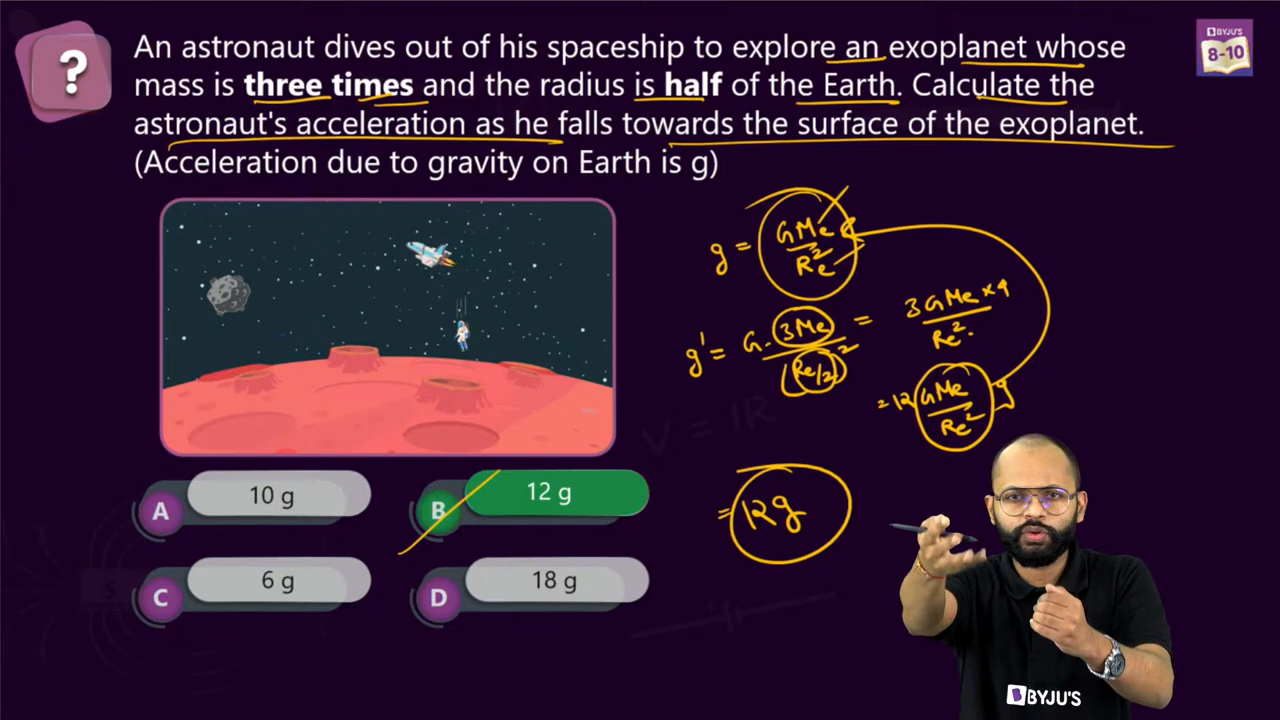 ?
An astronaut dives out of his spaceship to explore an exoplanet whose
mass is three times and the radius is half of the Earth. Calculate the
astronaut's acceleration as he falls towards the surface of the exoplanet.
(Acceleration due to gravity on Earth is g)
BYJU'S
8-10
g = GMe / Re²
g' = G · 3Me / (Re/2)² = 3GMe × 4 / Re²
= 12 GMe / Re²
g
= 12g
V = IR
A 10 g
B 12 g
C 6 g
D 18 g
BYJU'S